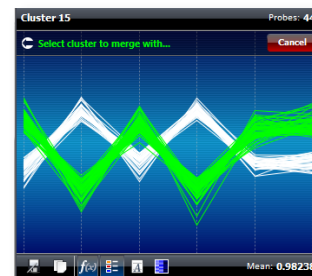 Cluster 15 Probes: 44
Select cluster to merge with... Cancel
f(x) A Mean: 0.98238